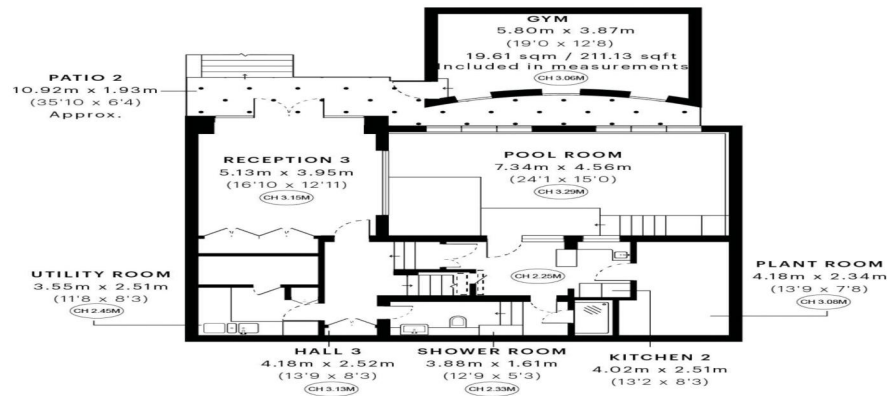 GYM
5.80m x 3.87m
(19'0 x 12'8)
19.61 sqm / 211.13 sqft
Included in measurements
CH 3.06M
PATIO 2
10.92m x 1.93m
(35'10 x 6'4)
Approx.
RECEPTION 3
5.13m x 3.95m
(16'10 x 12'11)
CH 3.15M
POOL ROOM
7.34m x 4.56m
(24'1 x 15'0)
CH 3.29M
UTILITY ROOM
3.55m x 2.51m
(11'8 x 8'3)
CH 2.45M
CH 2.25M
PLANT ROOM
4.18m x 2.34m
(13'9 x 7'8)
CH 3.08M
HALL 3
4.18m x 2.52m
(13'9 x 8'3)
CH 3.13M
SHOWER ROOM
3.88m x 1.61m
(12'9 x 5'3)
CH 2.33M
KITCHEN 2
4.02m x 2.51m
(13'2 x 8'3)